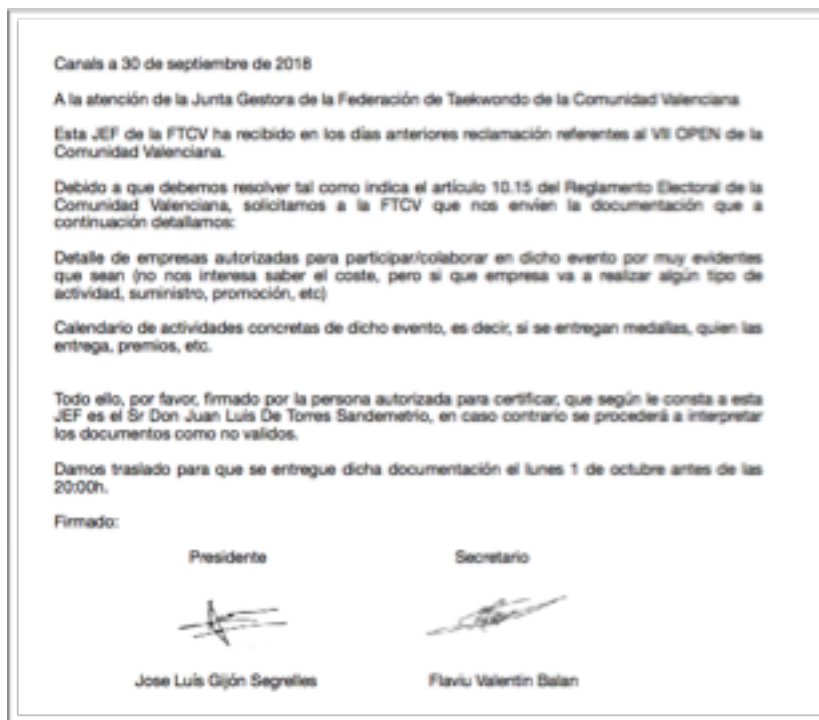 Canals a 30 de septiembre de 2018
A la atención de la Junta Gestora de la Federación de Taekwondo de la Comunidad Valenciana
Esta JEF de la FTCV ha recibido en los días anteriores reclamación referentes al VII OPEN de la
Comunidad Valenciana.
Debido a que debemos resolver tal como indica el artículo 10.15 del Reglamento Electoral de la
Comunidad Valenciana, solicitamos a la FTCV que nos envíen la documentación que a
continuación detallamos:
Detalle de empresas autorizadas para participar/colaborar en dicho evento por muy evidentes
que sean (no nos interesa saber el coste, pero si que empresa va a realizar algún tipo de
actividad, suministro, promoción, etc)
Calendario de actividades concretas de dicho evento, es decir, si se entregan medallas, quien las
entrega, premios, etc.
Todo ello, por favor, firmado por la persona autorizada para certificar, que según le consta a esta
JEF es el Sr Don Juan Luis De Torres Sandemetrio, en caso contrario se procederá a interpretar
los documentos como no validos.
Damos traslado para que se entregue dicha documentación el lunes 1 de octubre antes de las
20:00h.
Firmado:
Presidente Secretario
Jose Luís Gijón Segrelles Flaviu Valentin Balan